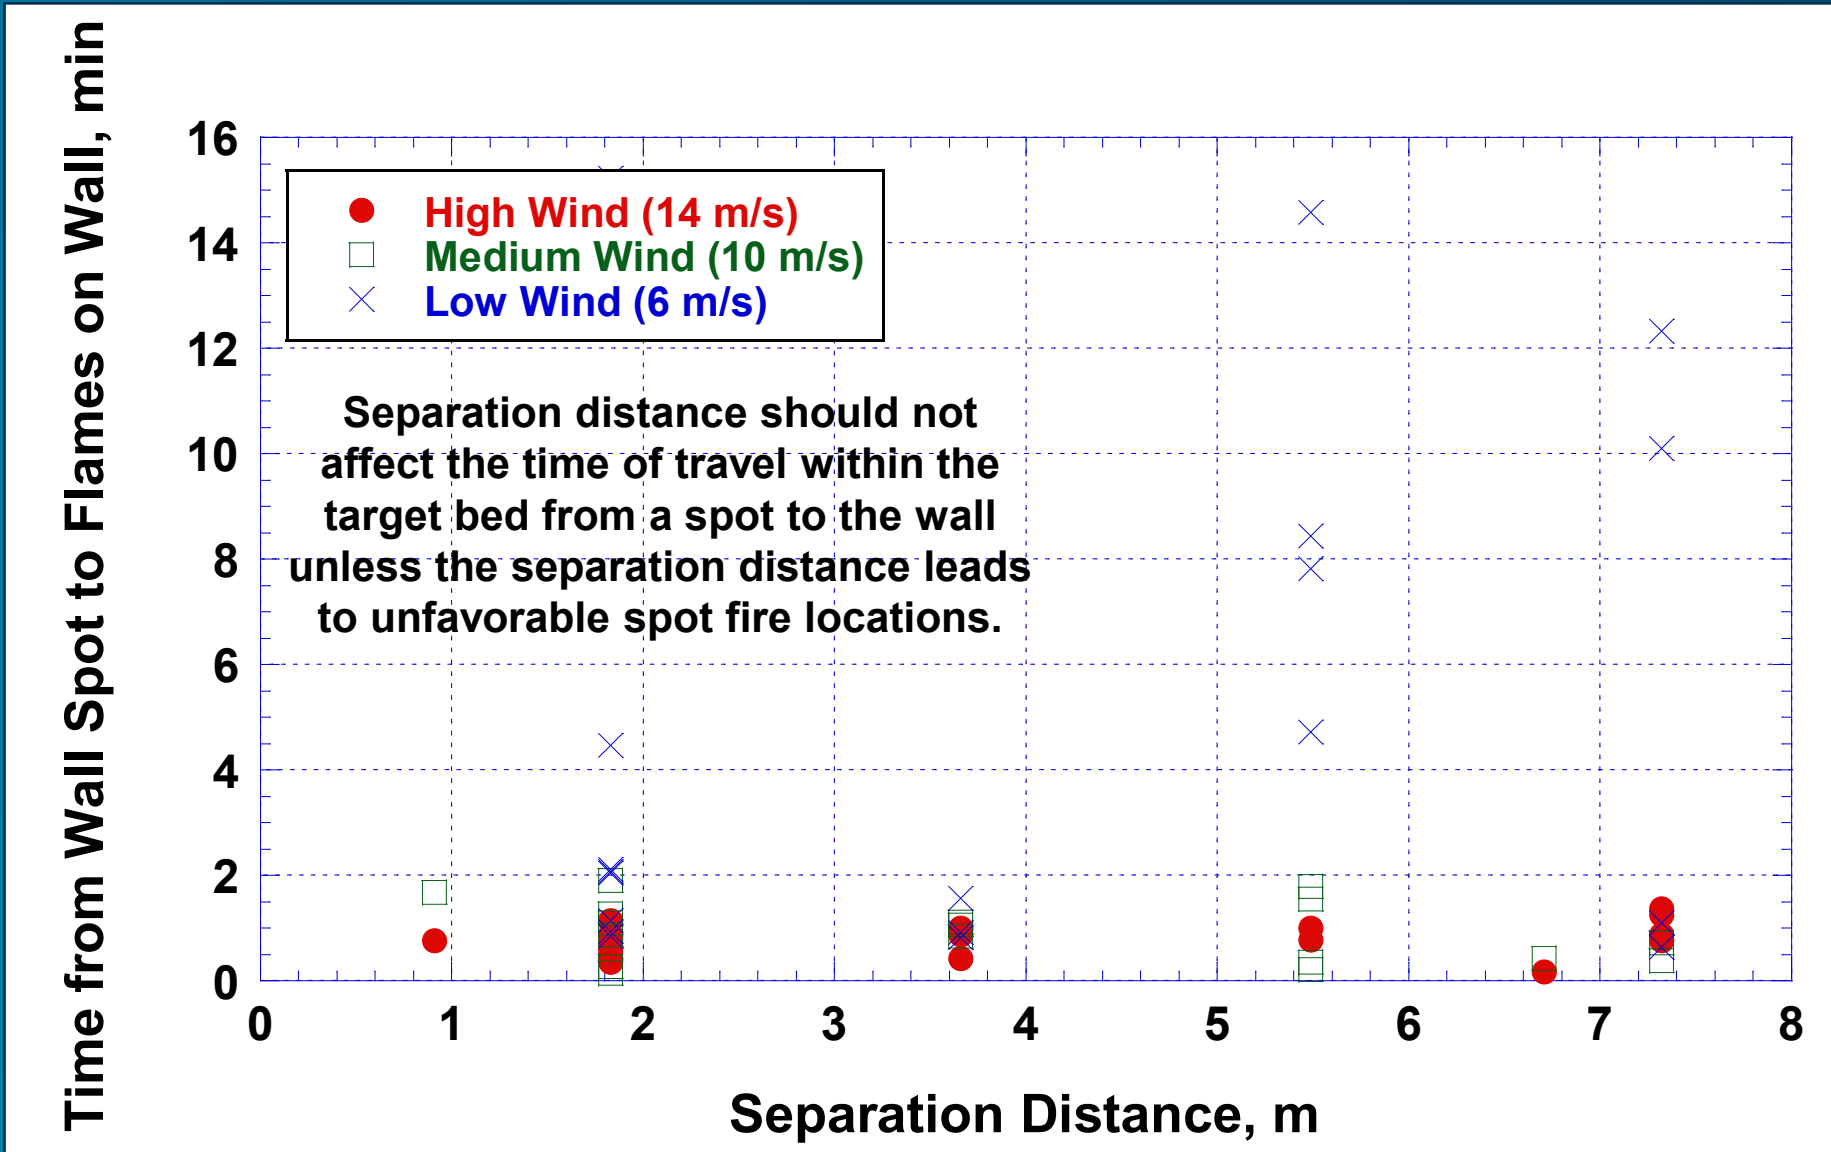 Time from Wall Spot to Flames on Wall, min
16
14
12
10
8
6
4
2
0
High Wind (14 m/s)
Medium Wind (10 m/s)
Low Wind (6 m/s)
Separation distance should not
affect the time of travel within the
target bed from a spot to the wall
unless the separation distance leads
to unfavorable spot fire locations.
0 1 2 3 4 5 6 7 8
Separation Distance, m